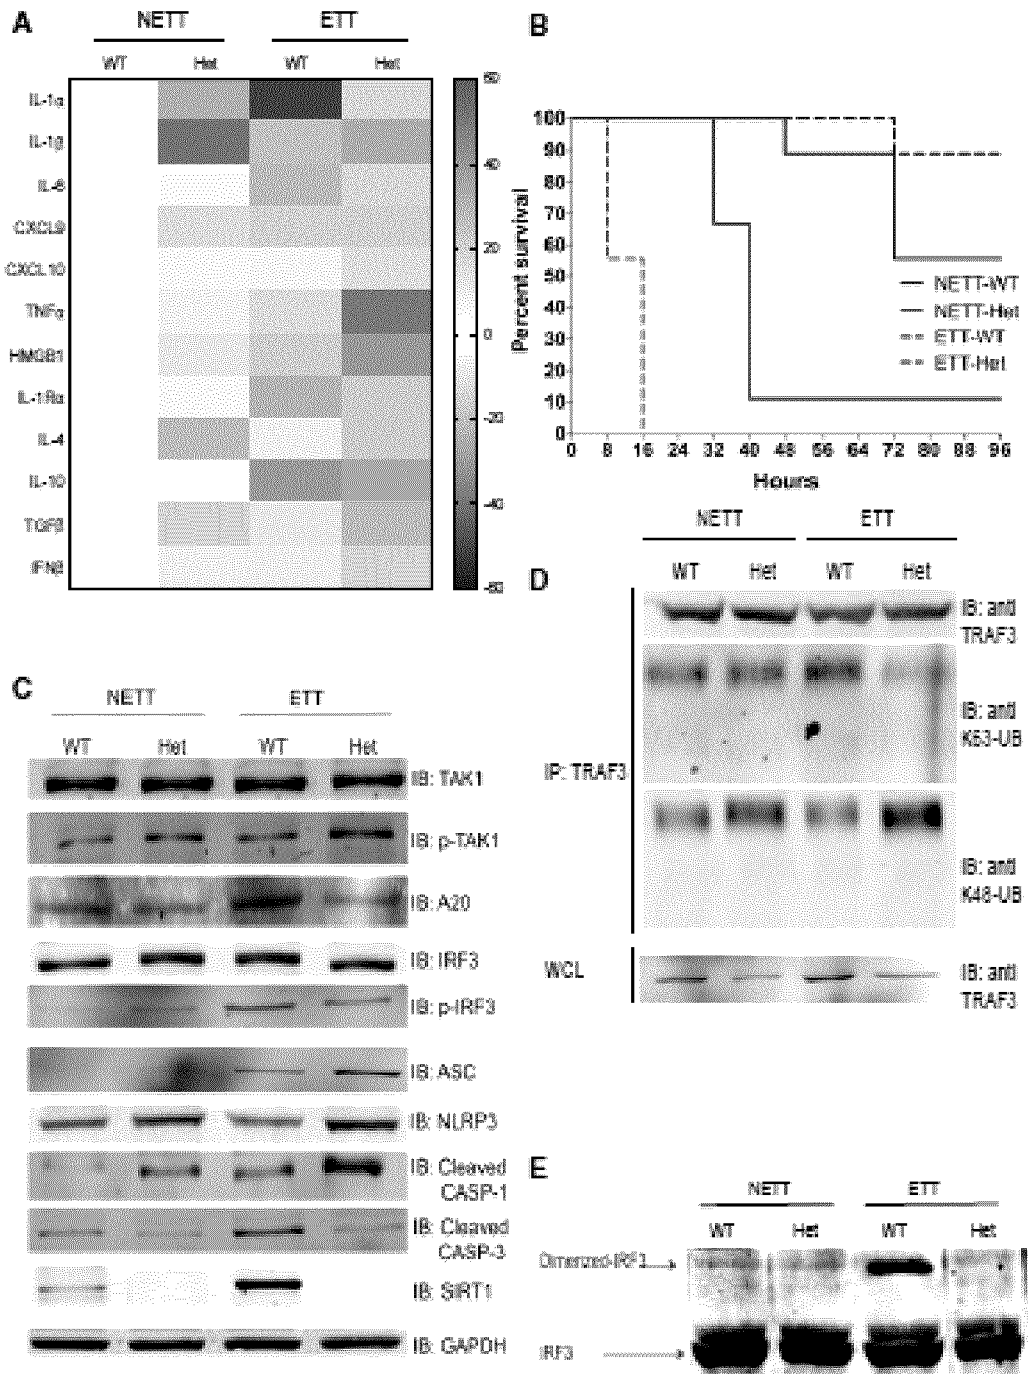 A
NETT ETT
WT Het WT Het
IL-1α
IL-1β
IL-6
CXCL9
CXCL10
TNFα
HMGB1
IL-1Rα
IL-4
IL-10
TGFβ
IFNβ
60
40
20
0
-20
-40
-60
B
Percent survival
100
90
80
70
60
50
40
30
20
10
0
0 8 16 24 32 40 48 56 64 72 80 88 96
Hours
NETT-WT
NETT-Het
ETT-WT
ETT-Het
C
NETT ETT
WT Het WT Het
IB: TAK1
IB: p-TAK1
IB: A20
IB: IRF3
IB: p-IRF3
IB: ASC
IB: NLRP3
IB: Cleaved
CASP-1
IB: Cleaved
CASP-3
IB: SIRT1
IB: GAPDH
D
NETT ETT
WT Het WT Het
IP: TRAF3
IB: anti
TRAF3
IB: anti
K63-UB
IB: anti
K48-UB
WCL
IB: anti
TRAF3
E
NETT ETT
WT Het WT Het
Dimerized-IRF3
IRF3